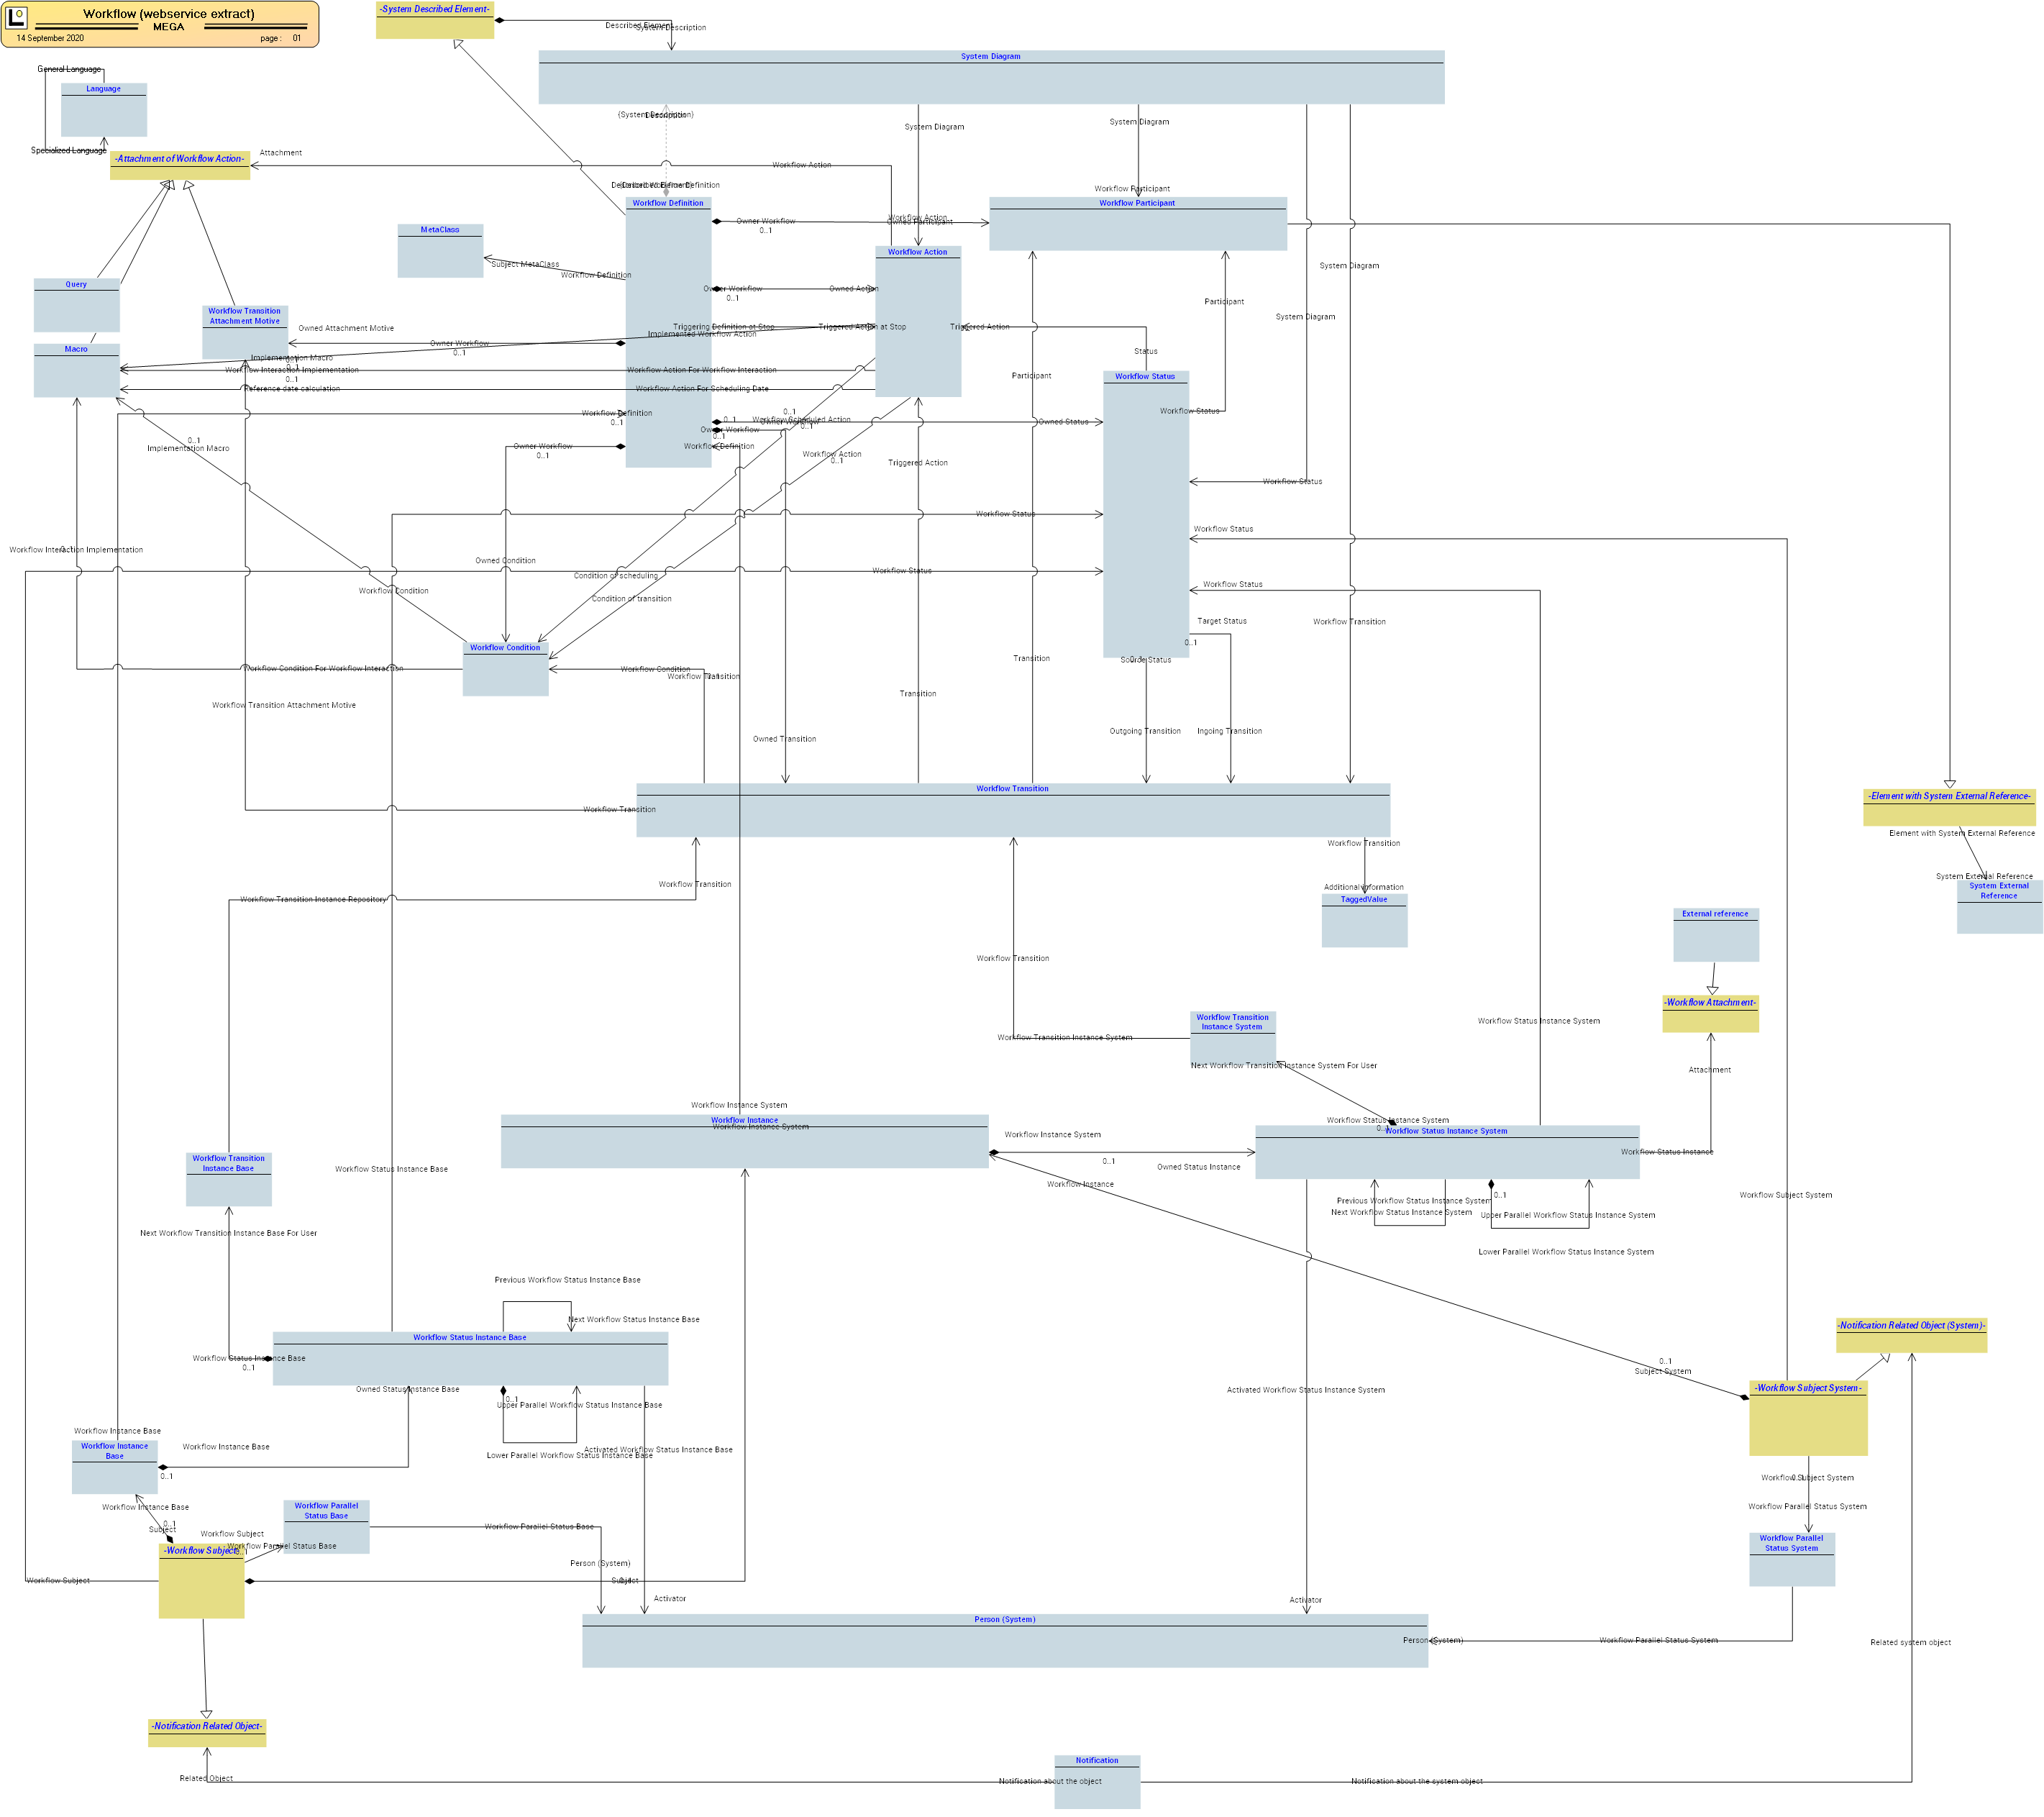 Workflow (webservice extract)
MEGA
14 September 2020
page : 01
-System Described Element-
Described Element
System Description
System Diagram
General Language
Language
Specialized Language
-Attachment of Workflow Action-
Attachment
Workflow Action
(System Description)
Description
System Diagram
System Diagram
(Described Element)
Described Workflow Definition
Workflow Participant
Workflow Definition
Workflow Participant
Owner Workflow
0..1
Workflow Action
Owned Participant
MetaClass
Subject MetaClass
Workflow Definition
Workflow Action
System Diagram
Query
Owner Workflow
0..1
Owned Action
Participant
Workflow Transition
Attachment Motive
System Diagram
Owned Attachment Motive
Triggering Definition at Stop
Triggered Action at Stop
Triggered Action
Implemented Workflow Action
Owner Workflow
0..1
Macro
Status
Implementation Macro
0..1
Workflow Interaction Implementation
Workflow Action For Workflow Interaction
Participant
Workflow Status
0..1
Reference date calculation
Workflow Action For Scheduling Date
Workflow Definition
0..1
0..1
Workflow Status
0..1
Workflow Scheduled Action
Owner Workflow
0..1
Owned Status
Owner Workflow
0..1
0..1
Implementation Macro
Owner Workflow
0..1
Workflow Definition
Workflow Action
0..1
Triggered Action
Workflow Status
Workflow Status
Workflow Status
Workflow Interaction Implementation
0..1
Owned Condition
Workflow Status
Condition of scheduling
Workflow Status
Workflow Condition
Condition of transition
Target Status
Workflow Transition
0..1
Workflow Condition
Source Status
0..1
Transition
Workflow Condition For Workflow Interaction
Workflow Condition
Workflow Transition
0..1
Transition
Workflow Transition Attachment Motive
Outgoing Transition
Ingoing Transition
Owned Transition
Workflow Transition
-Element with System External Reference-
Workflow Transition
Element with System External Reference
Workflow Transition
System External Reference
Workflow Transition
Additional information
System External
Reference
Workflow Transition Instance Repository
TaggedValue
External reference
Workflow Transition
-Workflow Attachment-
Workflow Transition
Instance System
Workflow Status Instance System
Workflow Transition Instance System
Next Workflow Transition Instance System For User
Attachment
Workflow Instance System
Workflow Instance
Workflow Instance System
Workflow Status Instance System
0..1
Workflow Status Instance System
Workflow Instance System
0..1
Owned Status Instance
Workflow Status Instance
Workflow Transition
Instance Base
Workflow Status Instance Base
Workflow Instance
Previous Workflow Status Instance System
Next Workflow Status Instance System
0..1
Upper Parallel Workflow Status Instance System
Workflow Subject System
Next Workflow Transition Instance Base For User
Lower Parallel Workflow Status Instance System
Previous Workflow Status Instance Base
Next Workflow Status Instance Base
-Notification Related Object (System)-
Workflow Status Instance Base
Workflow Status Instance Base
0..1
0..1
Subject System
Owned Status Instance Base
Activated Workflow Status Instance System
-Workflow Subject System-
0..1
Upper Parallel Workflow Status Instance Base
Workflow Instance Base
Workflow Instance
Base
Workflow Instance Base
Activated Workflow Status Instance Base
Lower Parallel Workflow Status Instance Base
0..1
Workflow Subject System
0..1
Workflow Instance Base
Workflow Parallel
Status Base
Workflow Parallel Status System
0..1
Subject
Workflow Subject
Workflow Parallel Status Base
Workflow Parallel
Status System
Workflow Parallel Status Base
-Workflow Subject-
0..1
Person (System)
Workflow Subject
Subject
0..1
Activator
Activator
Person (System)
Person (System)
Workflow Parallel Status System
Related system object
-Notification Related Object-
Notification
Related Object
Notification about the object
Notification about the system object